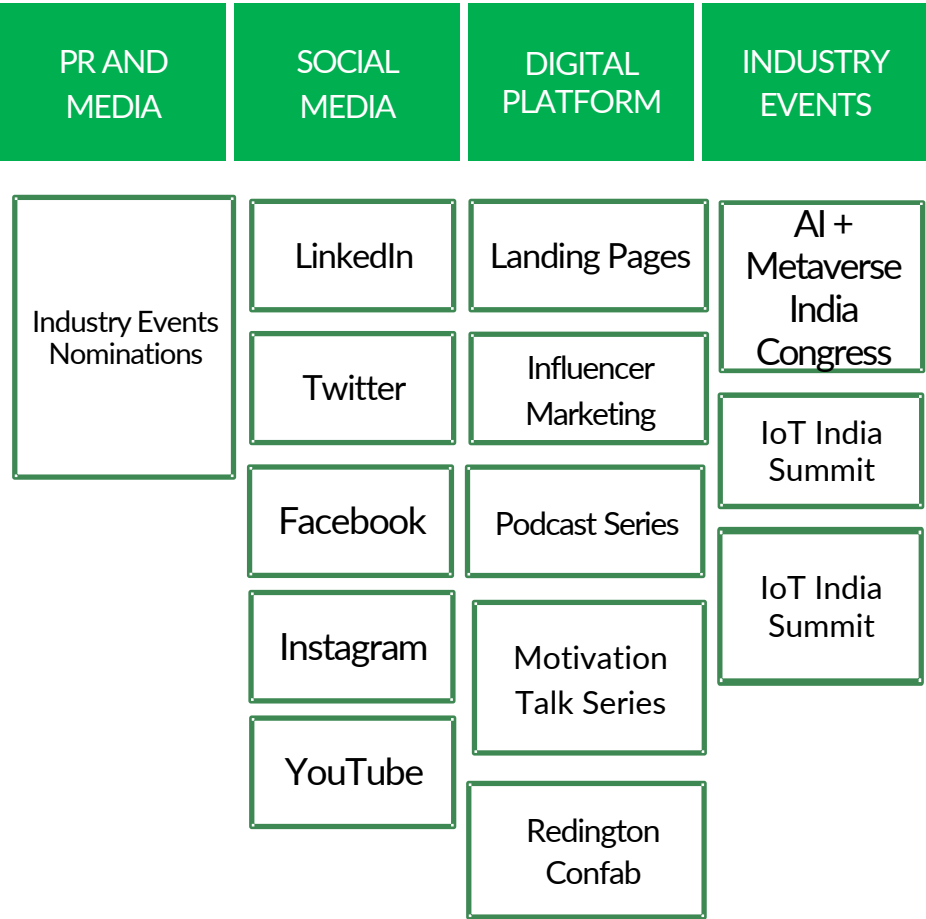 PR AND
MEDIA
SOCIAL
MEDIA
DIGITAL
PLATFORM
INDUSTRY
EVENTS
Industry Events
Nominations
LinkedIn
Twitter
Facebook
Instagram
YouTube
Landing Pages
Influencer
Marketing
Podcast Series
Motivation
Talk Series
Redington
Confab
AI +
Metaverse
India
Congress
IoT India
Summit
IoT India
Summit